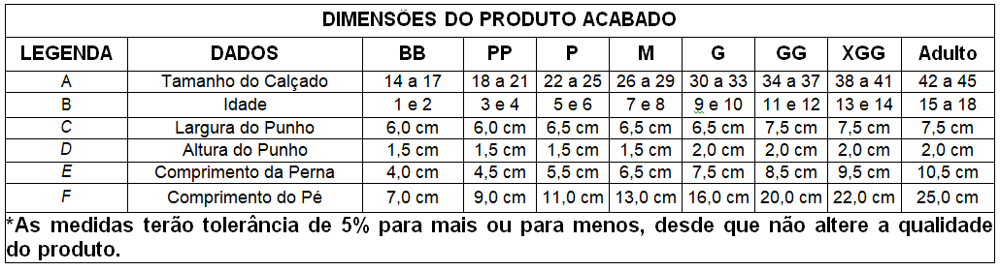 DIMENSÕES DO PRODUTO ACABADO
LEGENDA DADOS BB PP P M G GG XGG Adulto
A Tamanho do Calçado 14 a 17 18 a 21 22 a 25 26 a 29 30 a 33 34 a 37 38 a 41 42 a 45
B Idade 1 e 2 3 e 4 5 e 6 7 e 8 9 e 10 11 e 12 13 e 14 15 a 18
C Largura do Punho 6,0 cm 6,0 cm 6,5 cm 6,5 cm 6,5 cm 7,5 cm 7,5 cm 7,5 cm
D Altura do Punho 1,5 cm 1,5 cm 1,5 cm 1,5 cm 2,0 cm 2,0 cm 2,0 cm 2,0 cm
E Comprimento da Perna 4,0 cm 4,5 cm 5,5 cm 6,5 cm 7,5 cm 8,5 cm 9,5 cm 10,5 cm
F Comprimento do Pé 7,0 cm 9,0 cm 11,0 cm 13,0 cm 16,0 cm 20,0 cm 22,0 cm 25,0 cm
*As medidas terão tolerância de 5% para mais ou para menos, desde que não altere a qualidade
do produto.